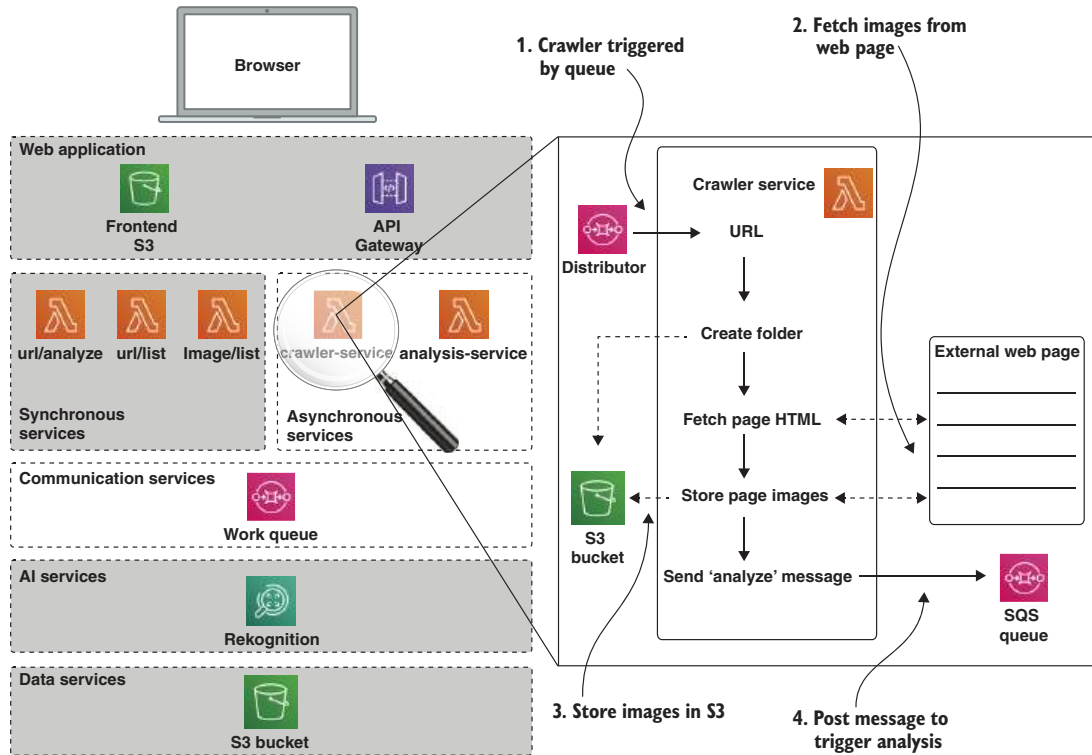 Browser
Web application
Frontend
S3
API
Gateway
url/analyze
url/list
Image/list
crawler-service
analysis-service
Synchronous
services
Asynchronous
services
Communication services
Work queue
AI services
Rekognition
Data services
S3 bucket
1. Crawler triggered
by queue
2. Fetch images from
web page
Crawler service
Distributor
URL
Create folder
External web page
Fetch page HTML
Store page images
S3
bucket
Send ‘analyze’ message
SQS
queue
3. Store images in S3
4. Post message to
trigger analysis